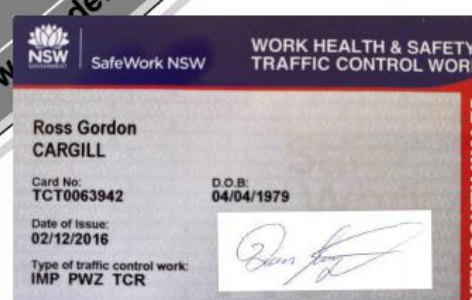 NSW
GOVERNMENT
SafeWork NSW
WORK HEALTH & SAFETY
TRAFFIC CONTROL WOR
Ross Gordon
CARGILL
Card No:
TCT0063942
D.O.B:
04/04/1979
Date of Issue:
02/12/2016
Type of traffic control work:
IMP PWZ TCR